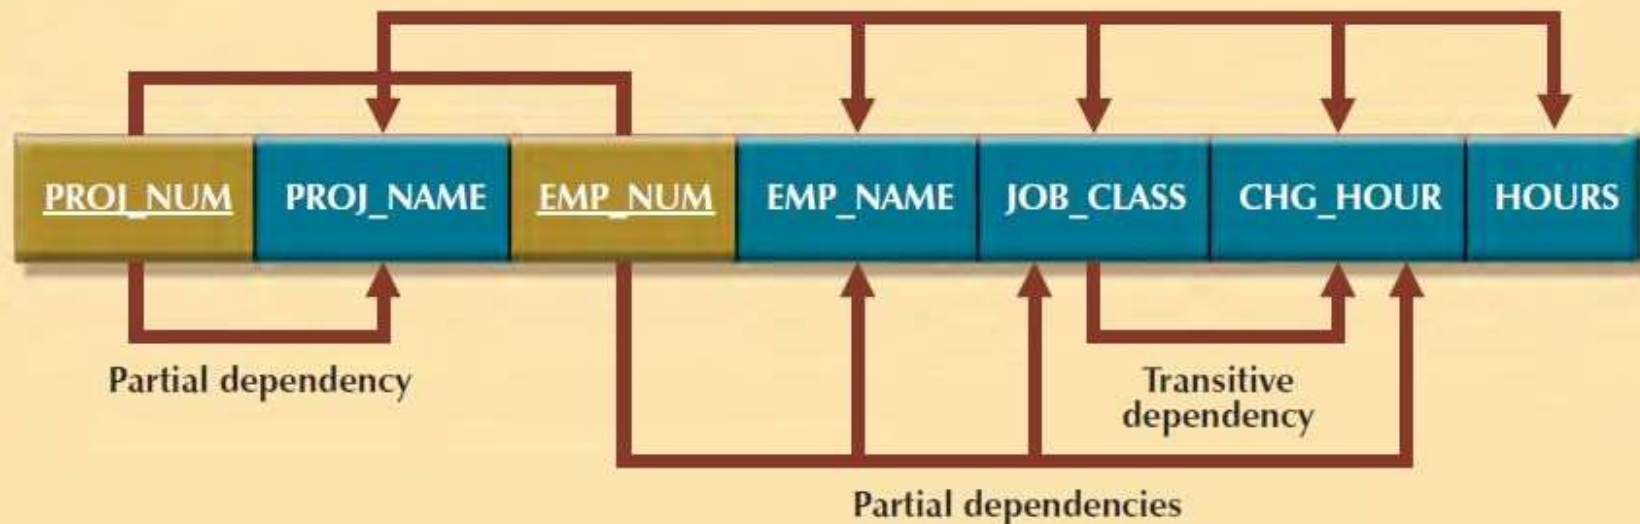 PROJ_NUM PROJ_NAME EMP_NUM EMP_NAME JOB_CLASS CHG_HOUR HOURS
Partial dependency
Transitive
dependency
Partial dependencies